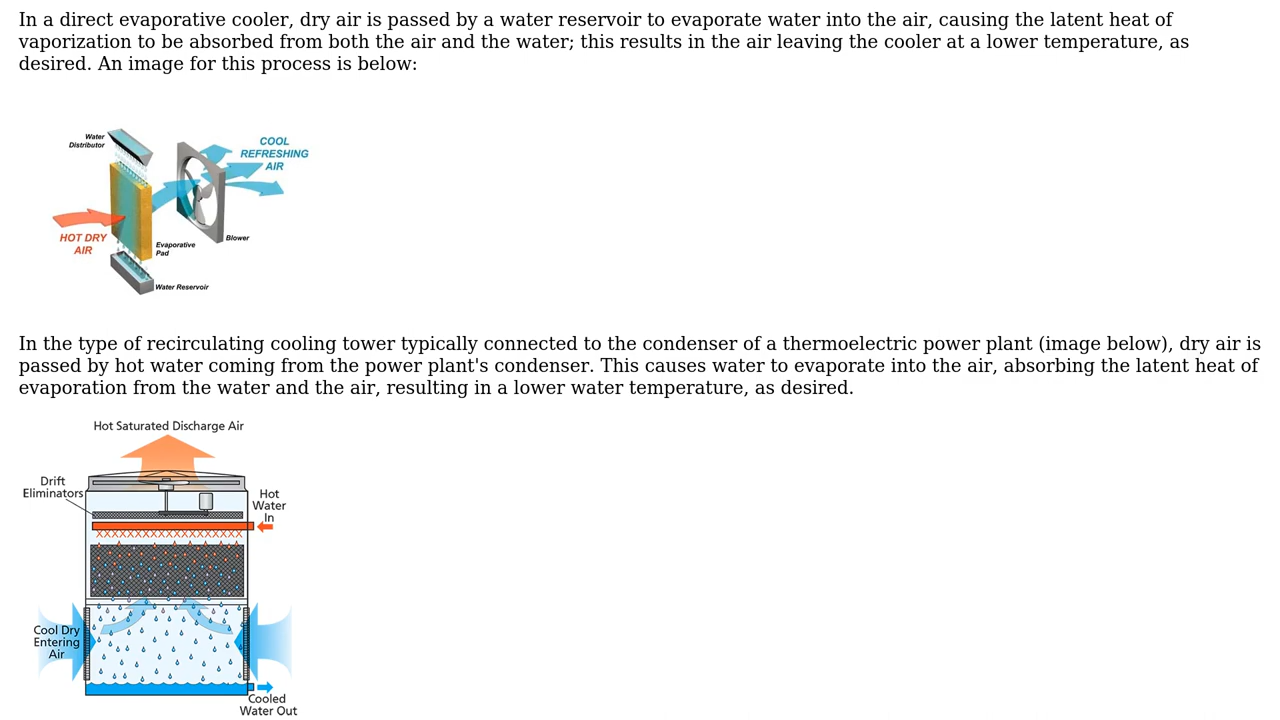 In a direct evaporative cooler, dry air is passed by a water reservoir to evaporate water into the air, causing the latent heat of
vaporization to be absorbed from both the air and the water; this results in the air leaving the cooler at a lower temperature, as
desired. An image for this process is below:
Water
Distributor
COOL
REFRESHING
AIR
HOT DRY
AIR
Evaporative
Pad
Blower
Water Reservoir
In the type of recirculating cooling tower typically connected to the condenser of a thermoelectric power plant (image below), dry air is
passed by hot water coming from the power plant's condenser. This causes water to evaporate into the air, absorbing the latent heat of
evaporation from the water and the air, resulting in a lower water temperature, as desired.
Hot Saturated Discharge Air
Drift
Eliminators
Hot
Water
In
Cool Dry
Entering
Air
Cooled
Water Out